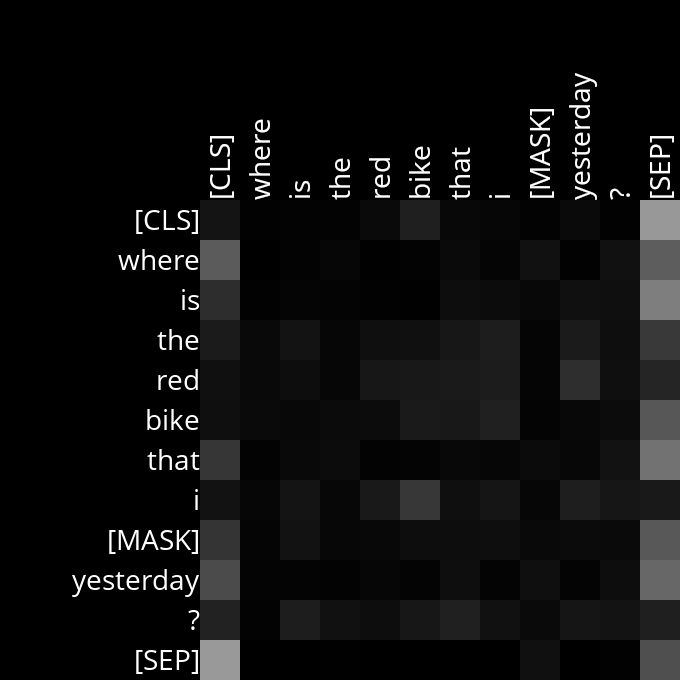 [CLS] where is the red bike that i [MASK] yesterday ? [SEP]
[CLS]
where
is
the
red
bike
that
i
[MASK]
yesterday
?
[SEP]